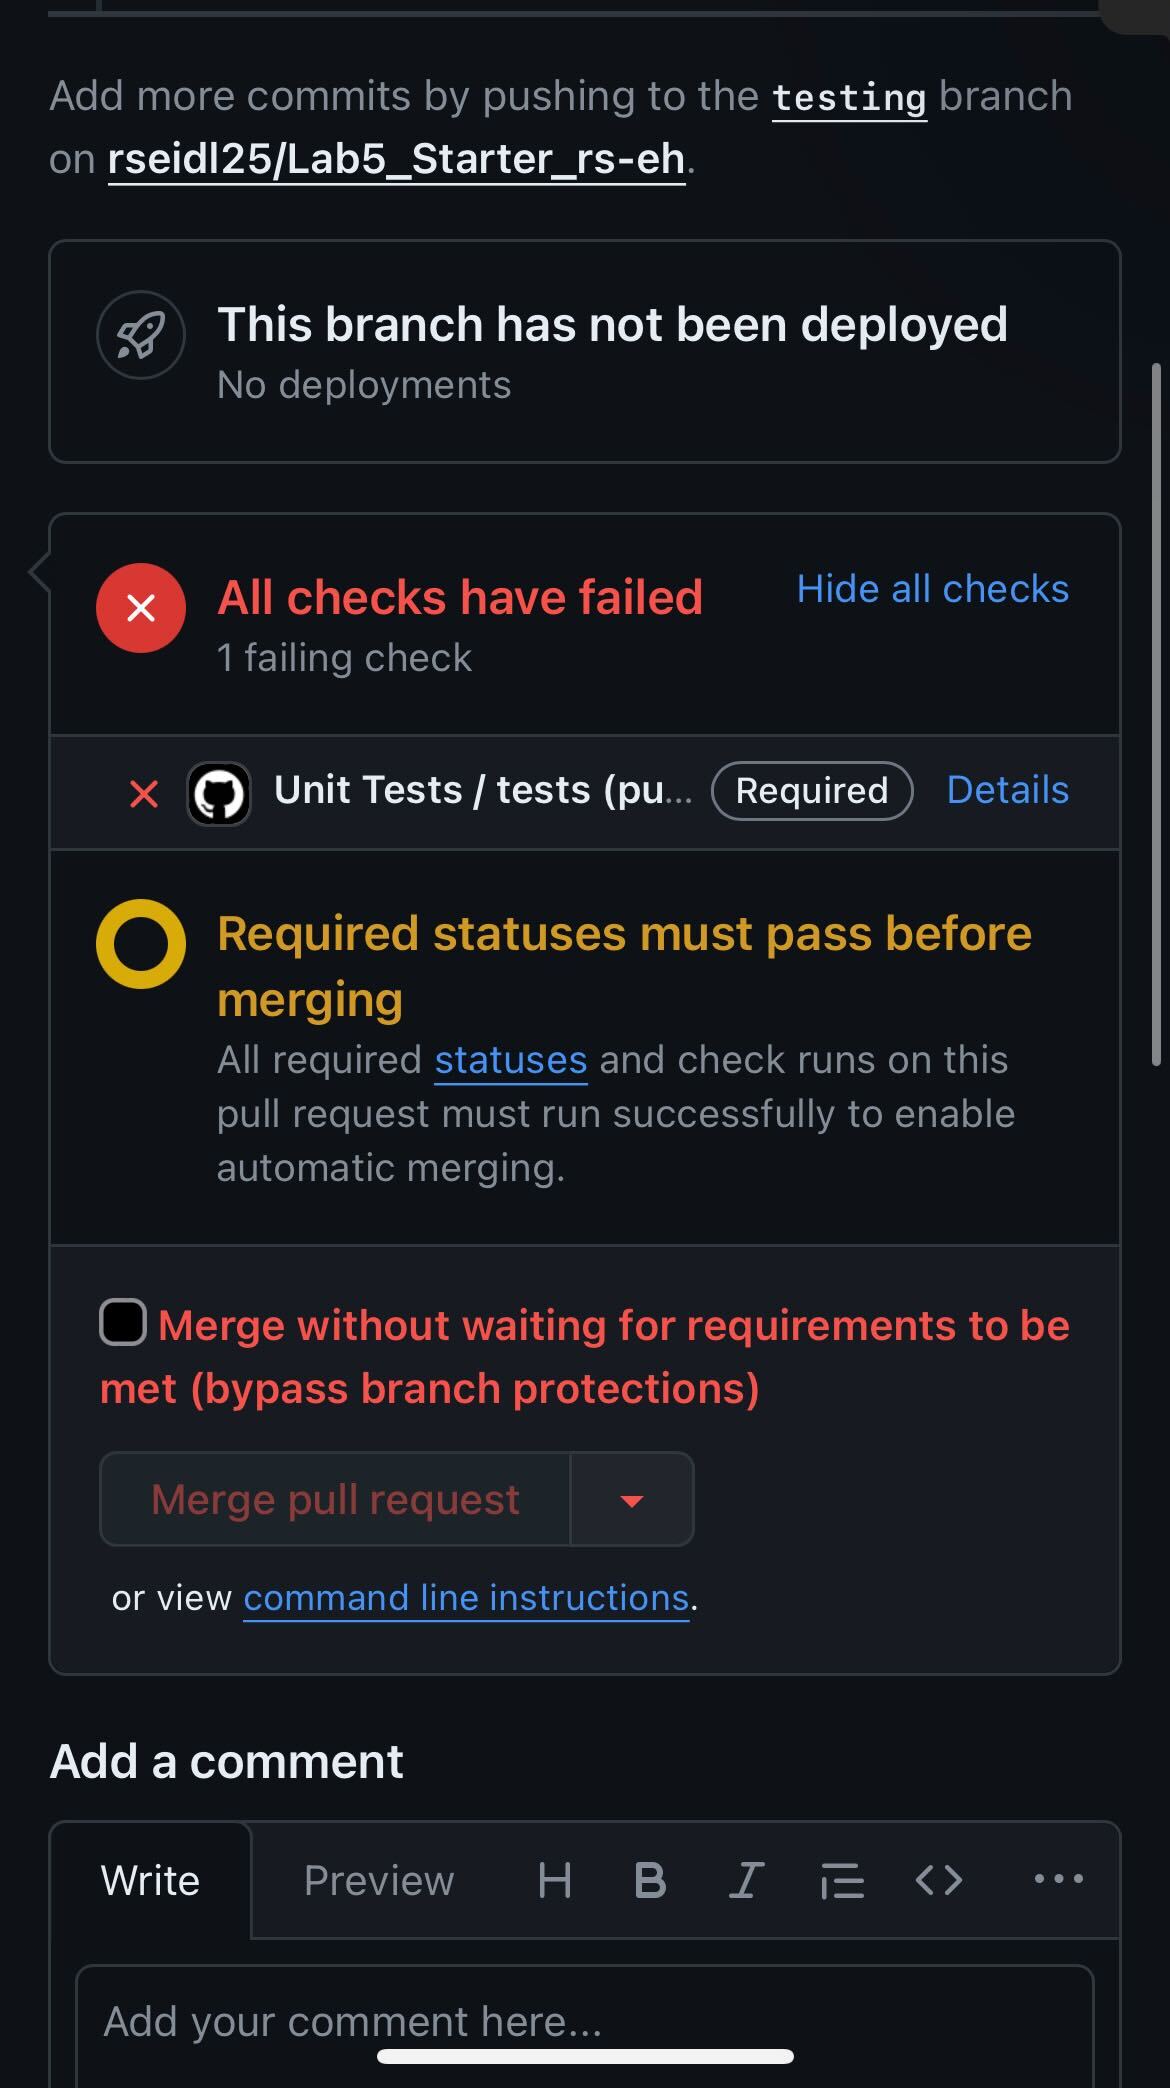 Add more commits by pushing to the testing branch
on rseidl25/Lab5_Starter_rs-eh.
This branch has not been deployed
No deployments
All checks have failed
Hide all checks
1 failing check
Unit Tests / tests (pu... Required Details
Required statuses must pass before
merging
All required statuses and check runs on this
pull request must run successfully to enable
automatic merging.
Merge without waiting for requirements to be
met (bypass branch protections)
Merge pull request
or view command line instructions.
Add a comment
Write Preview H B I <> ...
Add your comment here...